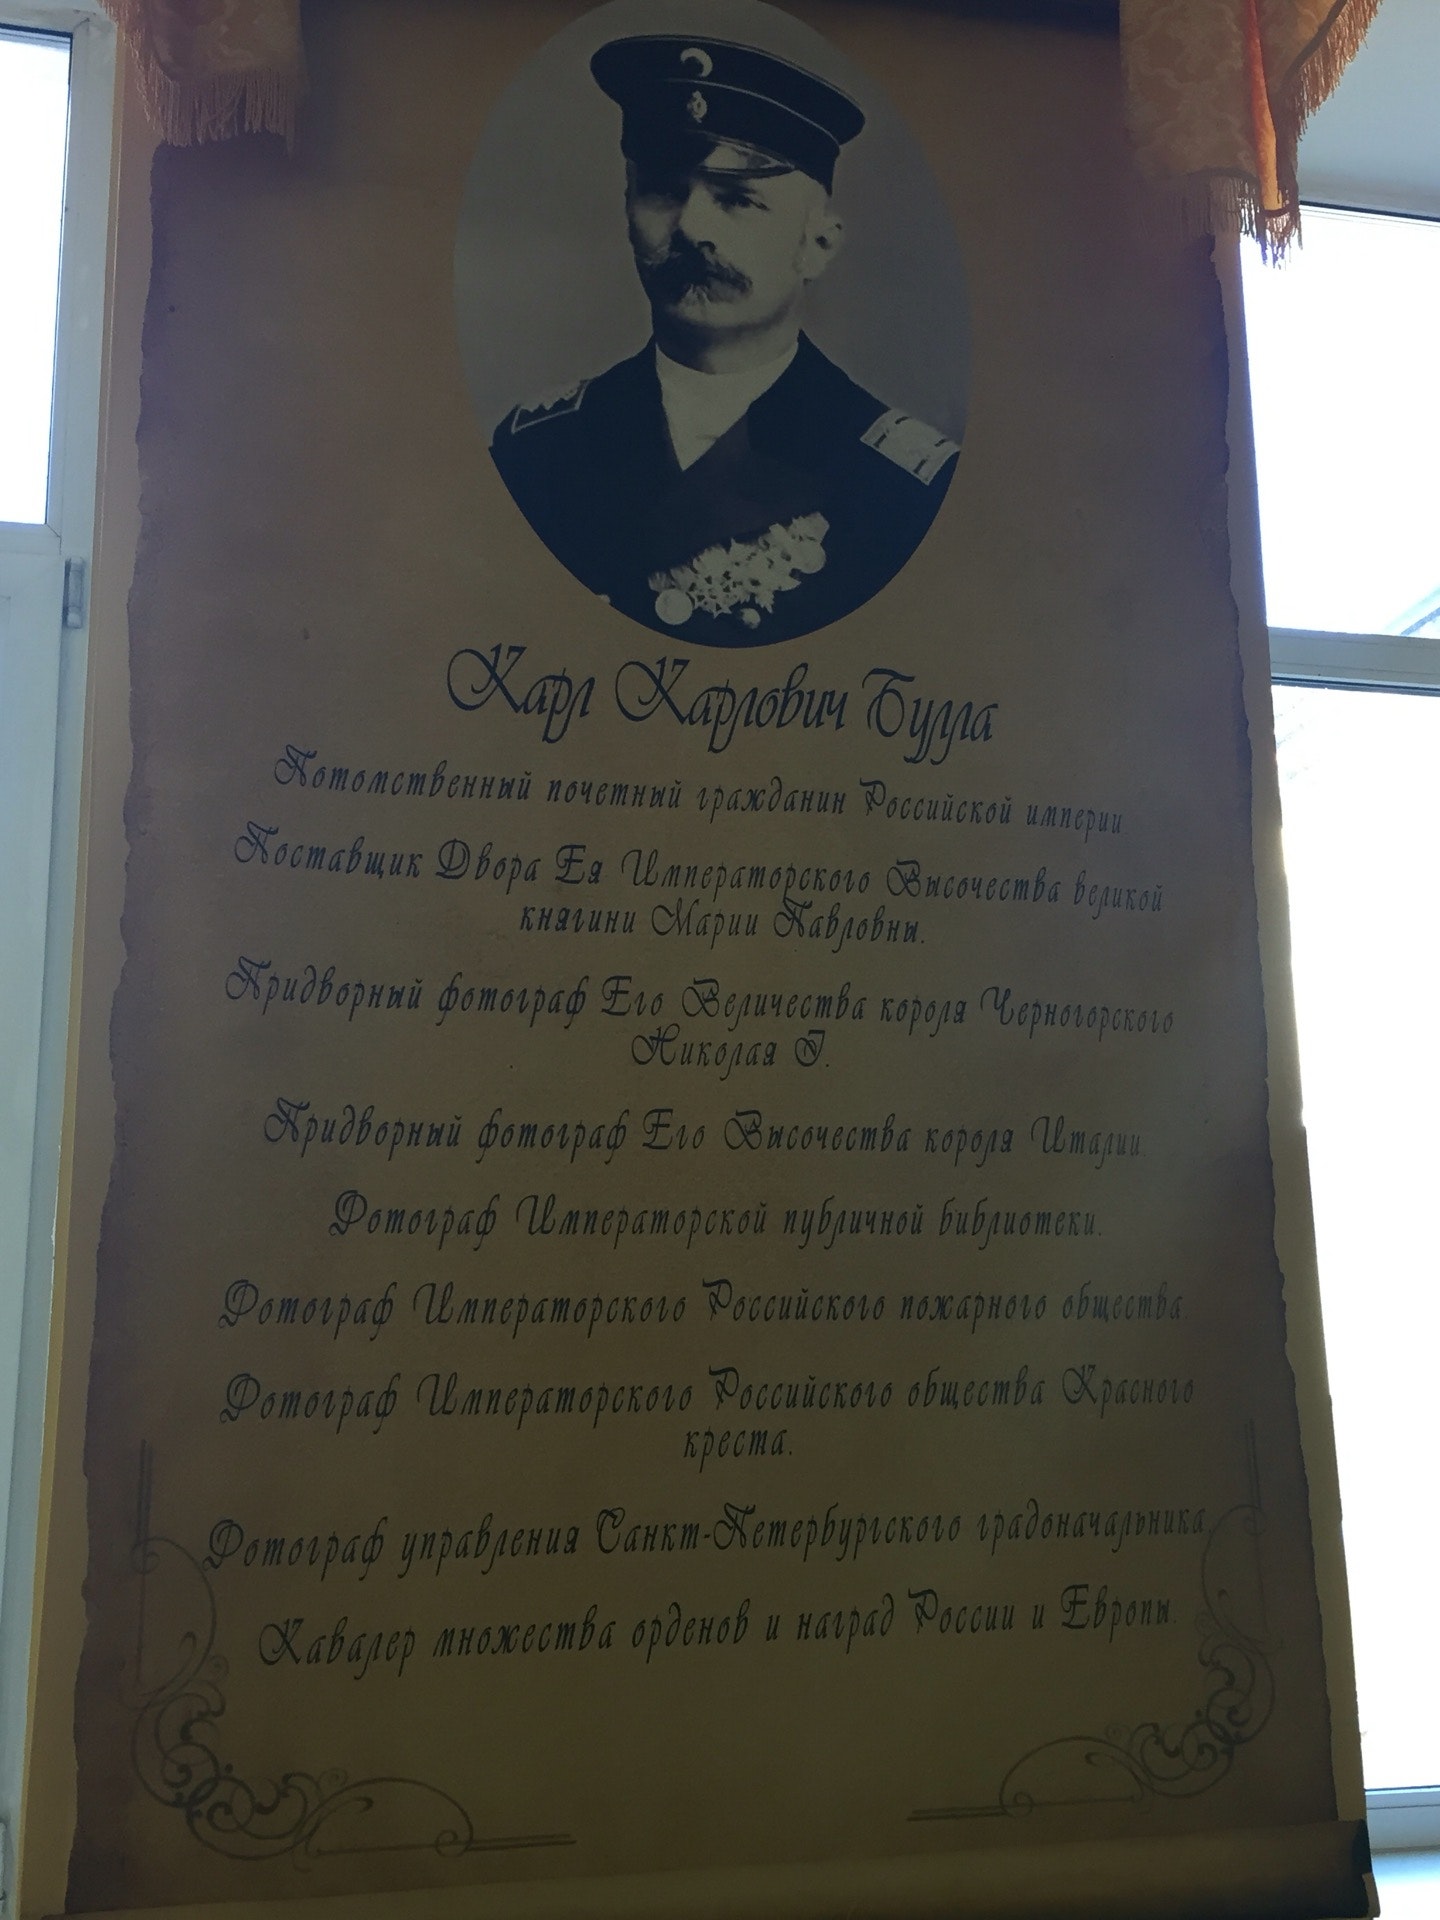 Карл Карлович Булла
Потомственный почетный гражданин Российской империи
Поставщик Двора Ея Императорского Высочества великой
княгини Марии Павловны.
Придворный фотограф Его Величества короля Черногорского
Николая I.
Придворный фотограф Его Высочества короля Италии.
Фотограф Императорской публичной библиотеки.
Фотограф Императорского Российского пожарного общества.
Фотограф Императорского Российского общества Красного
креста.
Фотограф управления Санкт-Петербургского градоначальника.
Кавалер множества орденов и наград России и Европы.